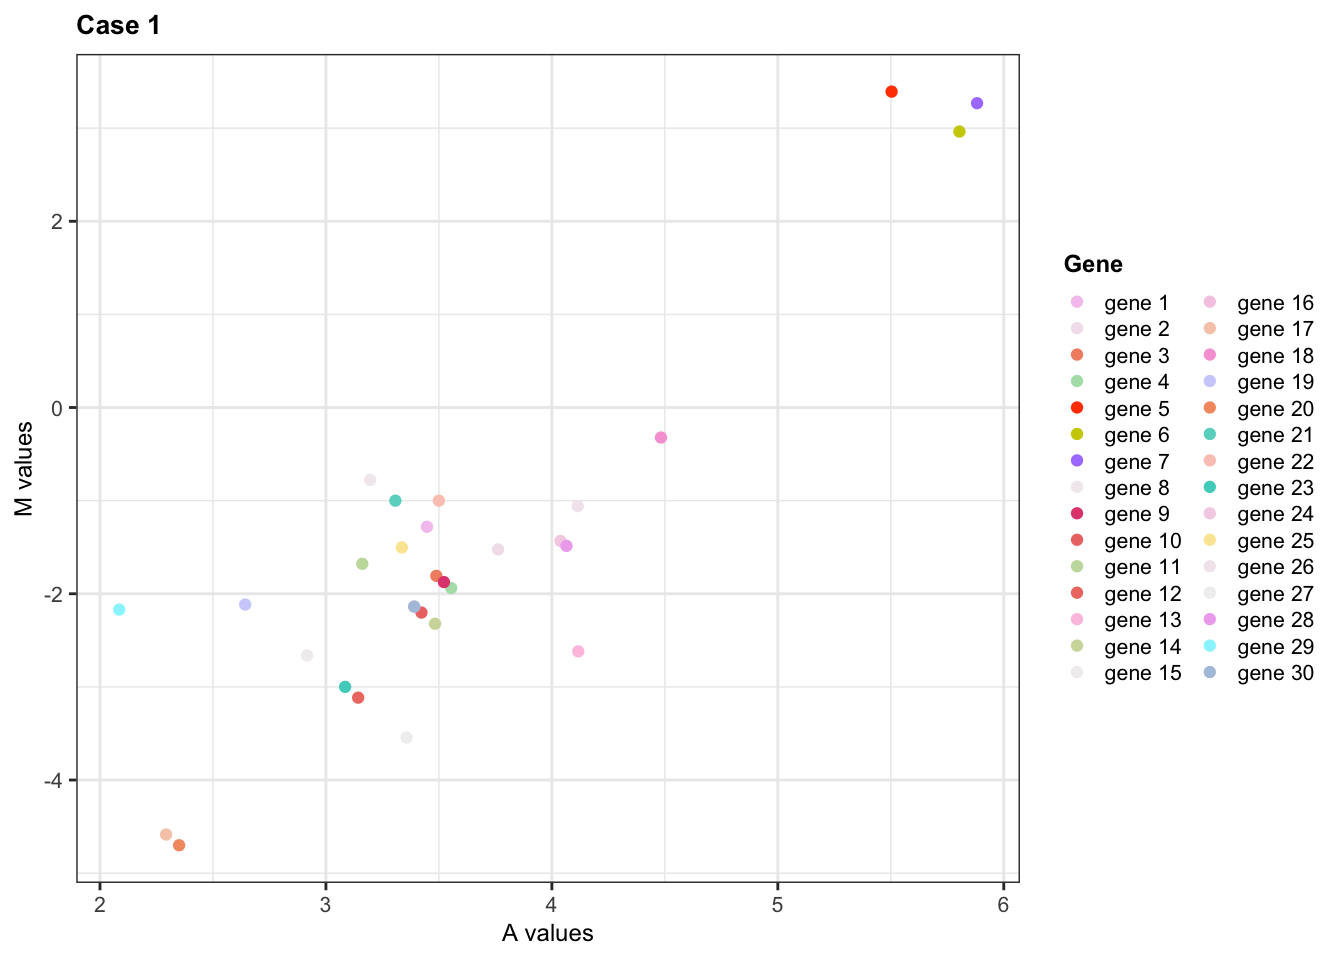 Case 1
M values
2
0
-2
-4
2
3
4
5
6
A values
Gene
gene 1
gene 2
gene 3
gene 4
gene 5
gene 6
gene 7
gene 8
gene 9
gene 10
gene 11
gene 12
gene 13
gene 14
gene 15
gene 16
gene 17
gene 18
gene 19
gene 20
gene 21
gene 22
gene 23
gene 24
gene 25
gene 26
gene 27
gene 28
gene 29
gene 30